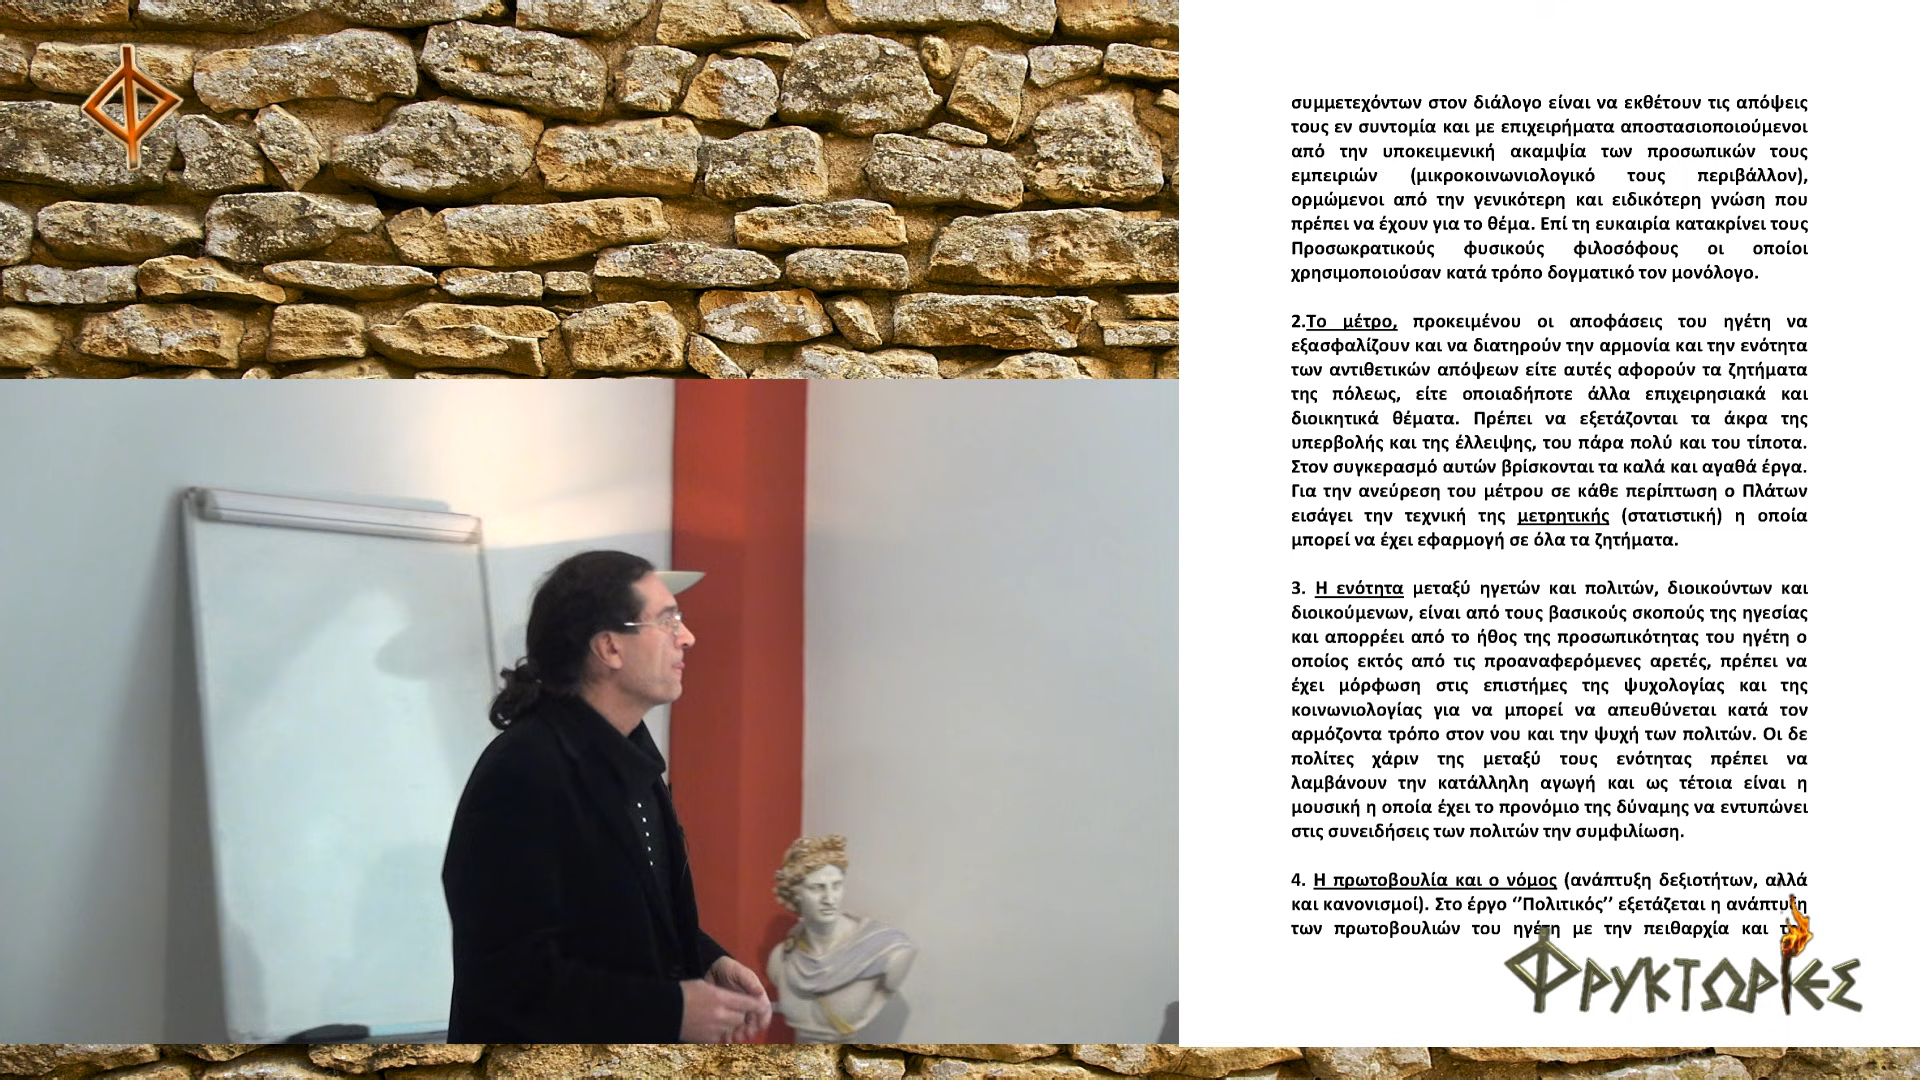 συμμετεχόντων στον διάλογο είναι να εκθέτουν τις απόψεις
τους εν συντομία και με επιχειρήματα αποστασιοποιούμενοι
από την υποκειμενική ακαμψία των προσωπικών τους
εμπειριών (μικροκοινωνιολογικό τους περιβάλλον),
ορμώμενοι από την γενικότερη και ειδικότερη γνώση που
πρέπει να έχουν για το θέμα. Επί τη ευκαιρία κατακρίνει τους
Προσωκρατικούς φυσικούς φιλοσόφους οι οποίοι
χρησιμοποιούσαν κατά τρόπο δογματικό τον μονόλογο.
2.Το μέτρο, προκειμένου οι αποφάσεις του ηγέτη να
εξασφαλίζουν και να διατηρούν την αρμονία και την ενότητα
των αντιθετικών απόψεων είτε αυτές αφορούν τα ζητήματα
της πόλεως, είτε οποιαδήποτε άλλα επιχειρησιακά και
διοικητικά θέματα. Πρέπει να εξετάζονται τα άκρα της
υπερβολής και της έλλειψης, του πάρα πολύ και του τίποτα.
Στον συγκερασμό αυτών βρίσκονται τα καλά και αγαθά έργα.
Για την ανεύρεση του μέτρου σε κάθε περίπτωση ο Πλάτων
εισάγει την τεχνική της μετρητικής (στατιστική) η οποία
μπορεί να έχει εφαρμογή σε όλα τα ζητήματα.
3. Η ενότητα μεταξύ ηγετών και πολιτών, διοικούντων και
διοικούμενων, είναι από τους βασικούς σκοπούς της ηγεσίας
και απορρέει από το ήθος της προσωπικότητας του ηγέτη ο
οποίος εκτός από τις προαναφερόμενες αρετές, πρέπει να
έχει μόρφωση στις επιστήμες της ψυχολογίας και της
κοινωνιολογίας για να μπορεί να απευθύνεται κατά τον
αρμόζοντα τρόπο στον νου και την ψυχή των πολιτών. Οι δε
πολίτες χάριν της μεταξύ τους ενότητας πρέπει να
λαμβάνουν την κατάλληλη αγωγή και ως τέτοια είναι η
μουσική η οποία έχει το προνόμιο της δύναμης να εντυπώνει
στις συνειδήσεις των πολιτών την συμφιλίωση.
4. Η πρωτοβουλία και ο νόμος (ανάπτυξη δεξιοτήτων, αλλά
και κανονισμοί). Στο έργο ‘’Πολιτικός’’ εξετάζεται η ανάπτυξη
των πρωτοβουλιών του ηγέτη με την πειθαρχία και
ΦΡΥΚΤΩΡΙΕΣ